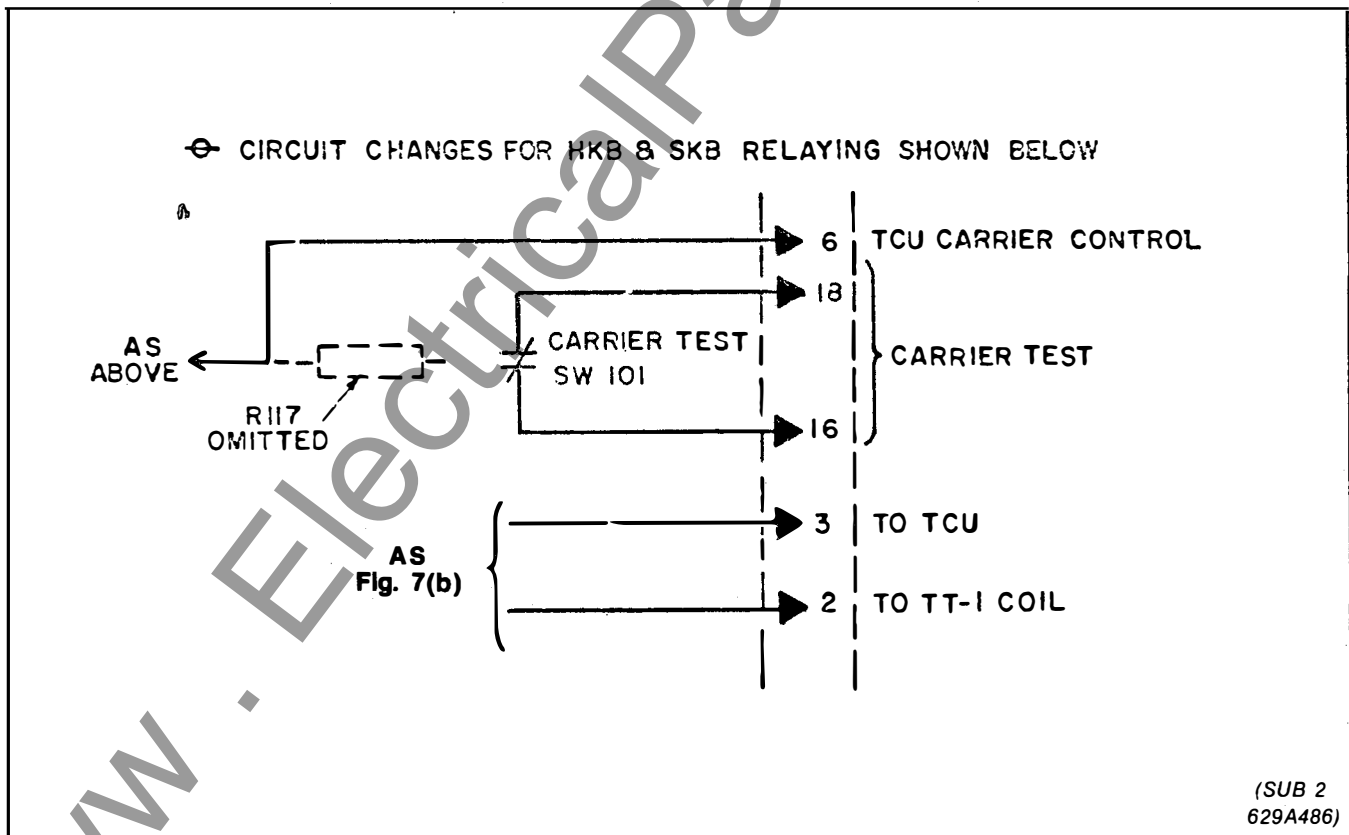 ⌽ CIRCUIT CHANGES FOR HKB & SKB RELAYING SHOWN BELOW
6 TCU CARRIER CONTROL
18
AS
ABOVE
R117
OMITTED
CARRIER TEST
SW 101
CARRIER TEST
16
AS
Fig. 7(b)
3 TO TCU
2 TO TT-1 COIL
(SUB 2
629A486)
w . ElectricalPa